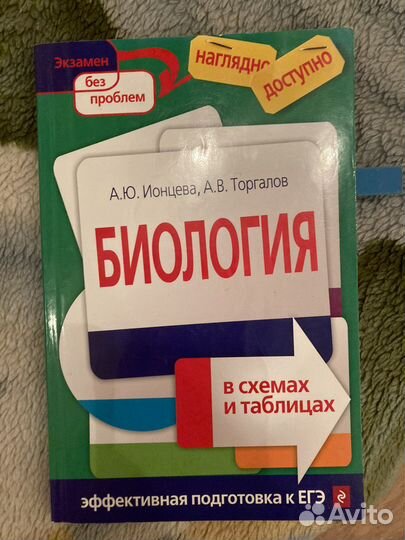 Экзамен
без
проблем
наглядно
доступно
А.Ю. Ионцева, А.В. Торгалов
БИОЛОГИЯ
в схемах
и таблицах
эффективная подготовка к ЕГЭ
Avito